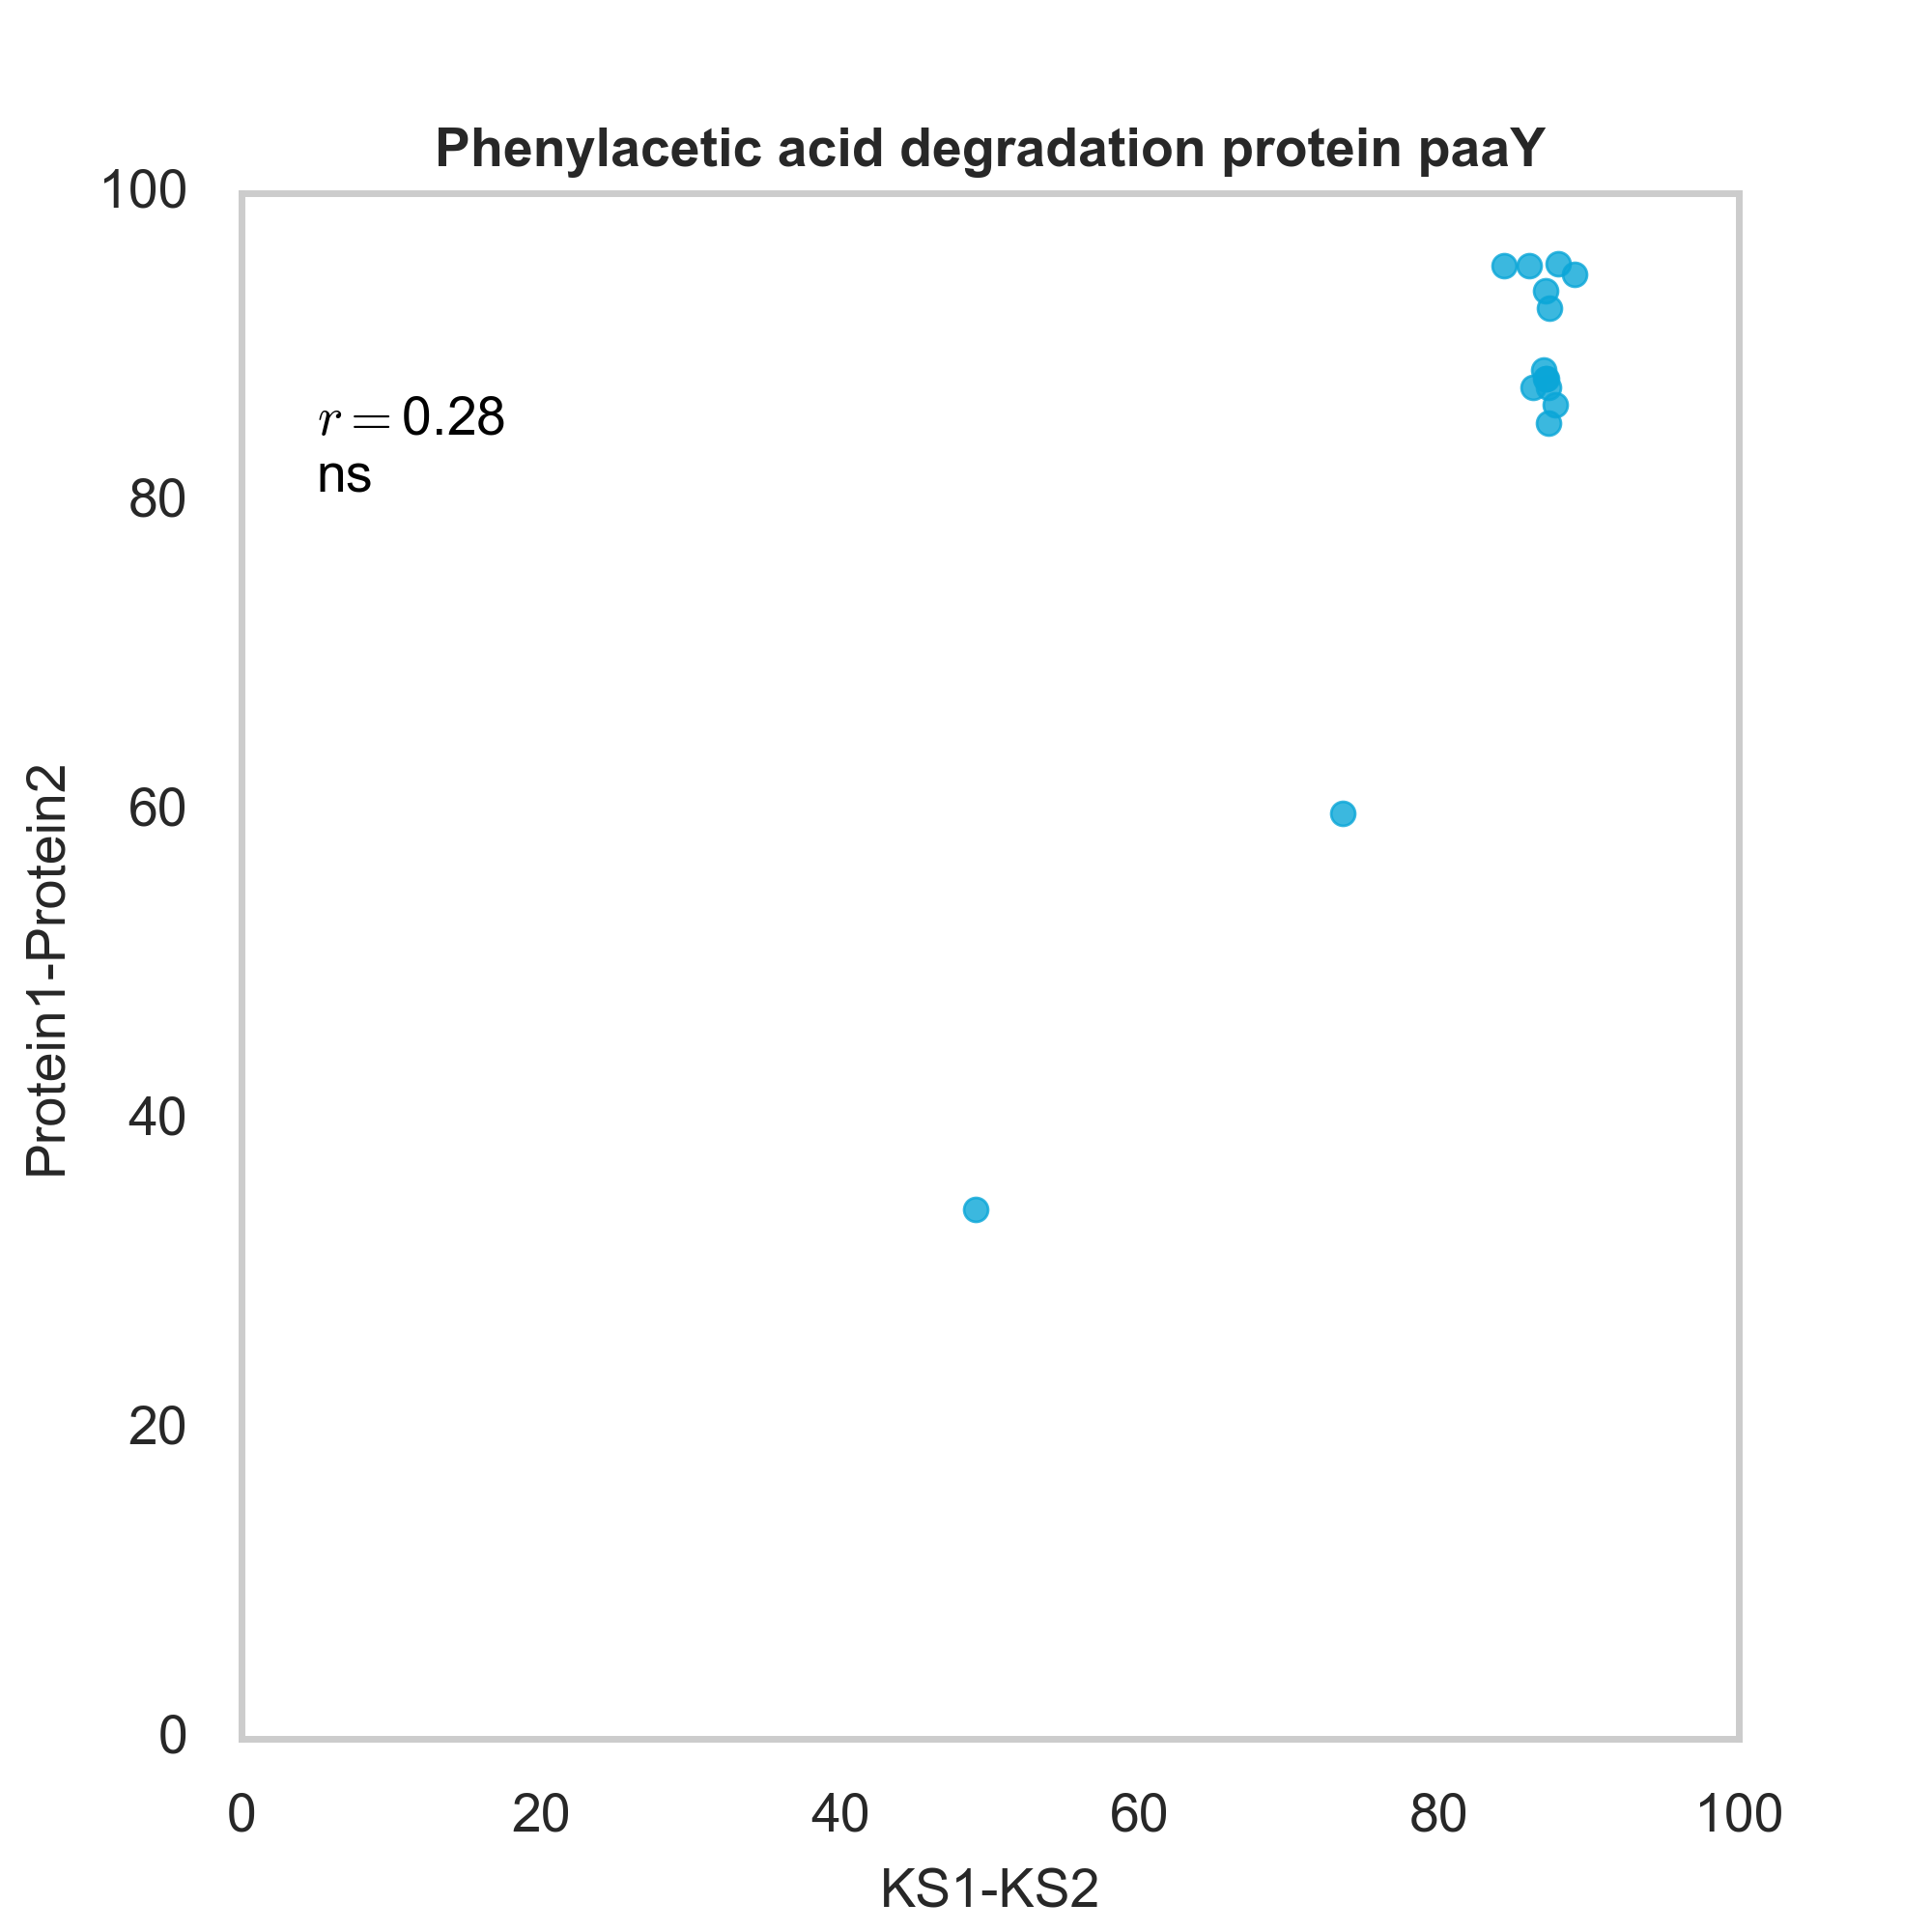 Phenylacetic acid degradation protein paaY
100
80
60
40
20
0
r = 0.28
ns
Protein1-Protein2
0 20 40 60 80 100
KS1-KS2